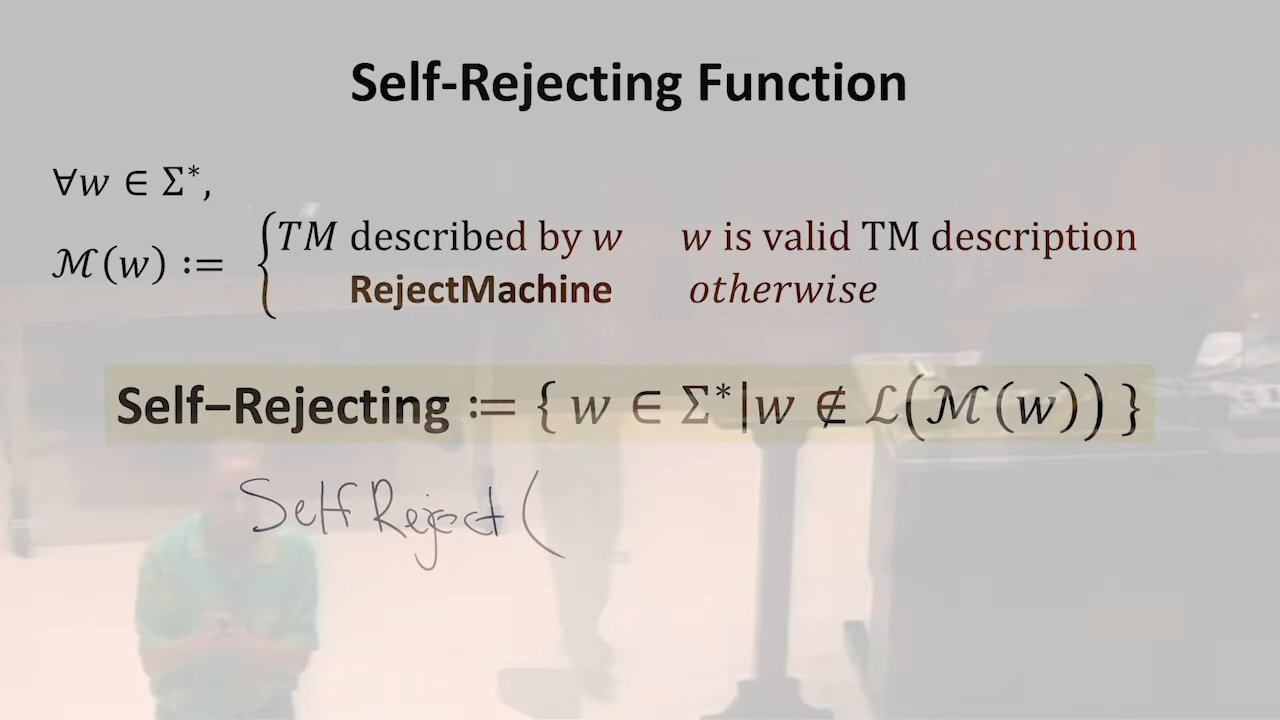 Self-Rejecting Function
∀w ∈ Σ*,
ℳ(w) := { TM described by w    w is valid TM description
RejectMachine    otherwise
Self–Rejecting := { w ∈ Σ*|w ∉ ℒ(ℳ(w)) }
SelfReject (